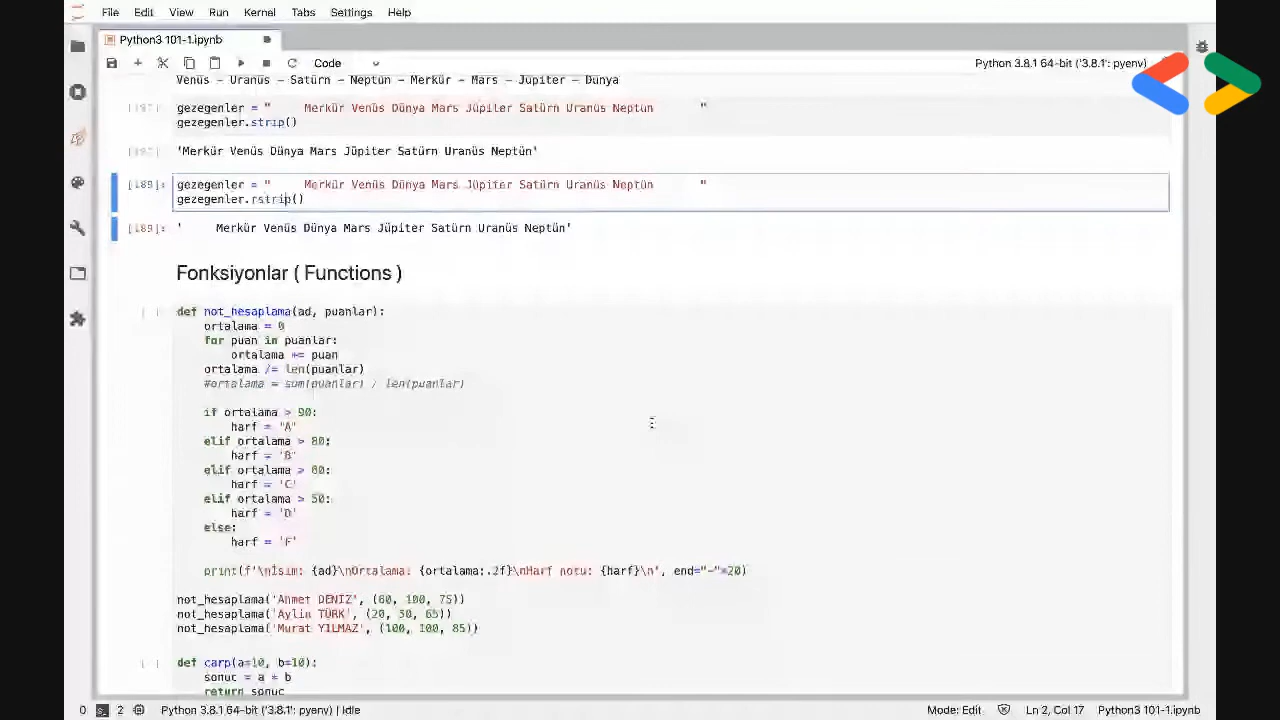 File Edit View Run Kernel Tabs Settings Help
Python3 101-1.ipynb
Code
Python 3.8.1 64-bit ('3.8.1': pyenv)
Venüs - Uranüs - Satürn - Neptün - Merkür - Mars - Jüpiter - Dünya
[187]: gezegenler = "     Merkür Venüs Dünya Mars Jüpiter Satürn Uranüs Neptün       "
gezegenler.strip()
[187]: 'Merkür Venüs Dünya Mars Jüpiter Satürn Uranüs Neptün'
[189]: gezegenler = "     Merkür Venüs Dünya Mars Jüpiter Satürn Uranüs Neptün       "
gezegenler.rstrip()
[189]: '     Merkür Venüs Dünya Mars Jüpiter Satürn Uranüs Neptün'
Fonksiyonlar ( Functions )
[ ]: def not_hesaplama(ad, puanlar):
    ortalama = 0
    for puan in puanlar:
        ortalama += puan
    ortalama /= len(puanlar)
    #ortalama = sum(puanlar) / len(puanlar)
    if ortalama > 90:
        harf = "A"
    elif ortalama > 80:
        harf = 'B'
    elif ortalama > 60:
        harf = 'C'
    elif ortalama > 50:
        harf = 'D'
    else:
        harf = 'F'
    print(f'\nİsim: {ad}\nOrtalama: {ortalama:.2f}\nHarf notu: {harf}\n', end="-"*20)
not_hesaplama('Ahmet DENİZ', (60, 100, 75))
not_hesaplama('Aylin TÜRK', (20, 50, 65))
not_hesaplama('Murat YILMAZ', (100, 100, 85))
[ ]: def carp(a=10, b=10):
    sonuc = a * b
    return sonuc
0 2 Python 3.8.1 64-bit ('3.8.1': pyenv) | Idle
Mode: Edit Ln 2, Col 17 Python3 101-1.ipynb